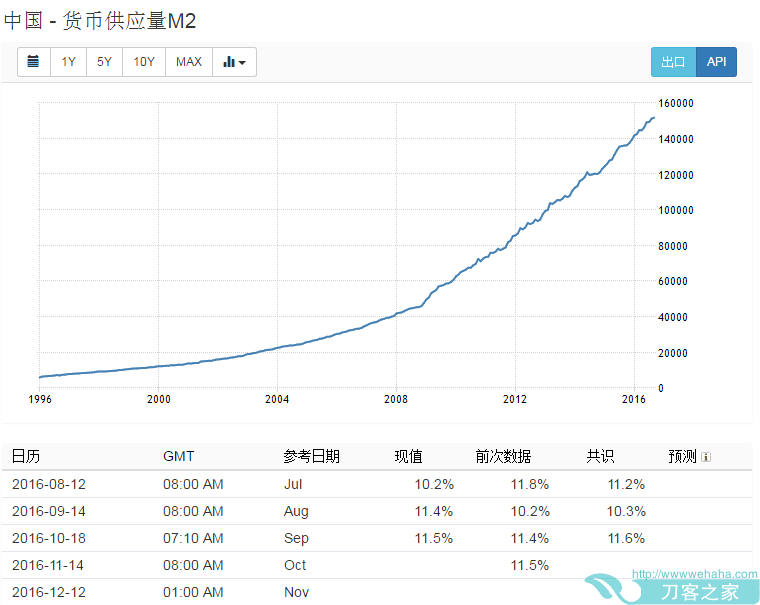 中国 - 货币供应量M2
1Y 5Y 10Y MAX 出口 API
160000
140000
120000
100000
80000
60000
40000
20000
0
1996 2000 2004 2008 2012 2016
日历 GMT 参考日期 现值 前次数据 共识 预测
2016-08-12 08:00 AM Jul 10.2% 11.8% 11.2%
2016-09-14 08:00 AM Aug 11.4% 10.2% 10.3%
2016-10-18 07:10 AM Sep 11.5% 11.4% 11.6%
2016-11-14 08:00 AM Oct 11.5%
2016-12-12 01:00 AM Nov
http://wwwwehaha.com
刀客之家